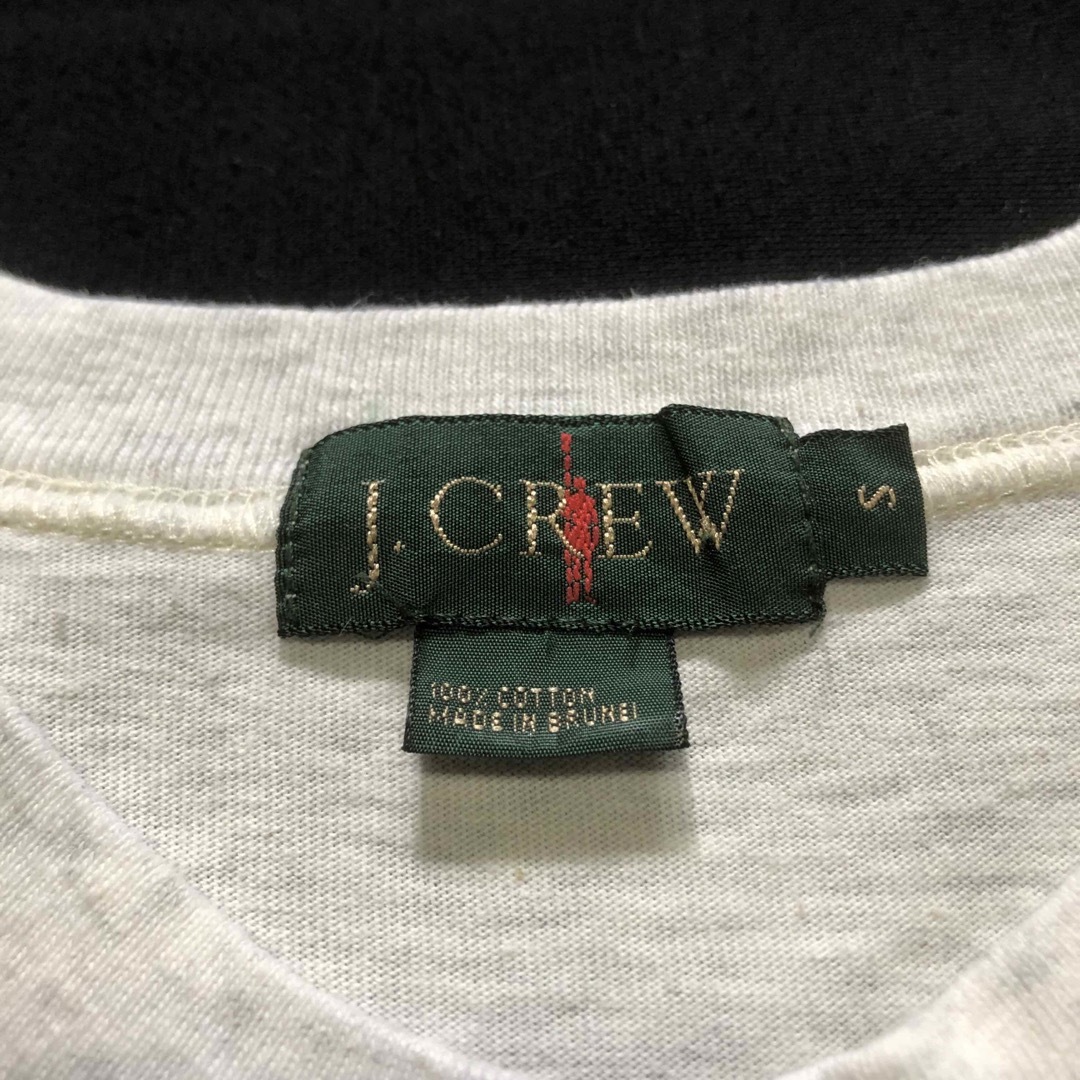 J.CREW
S
100% COTTON
MADE IN BRUNEI